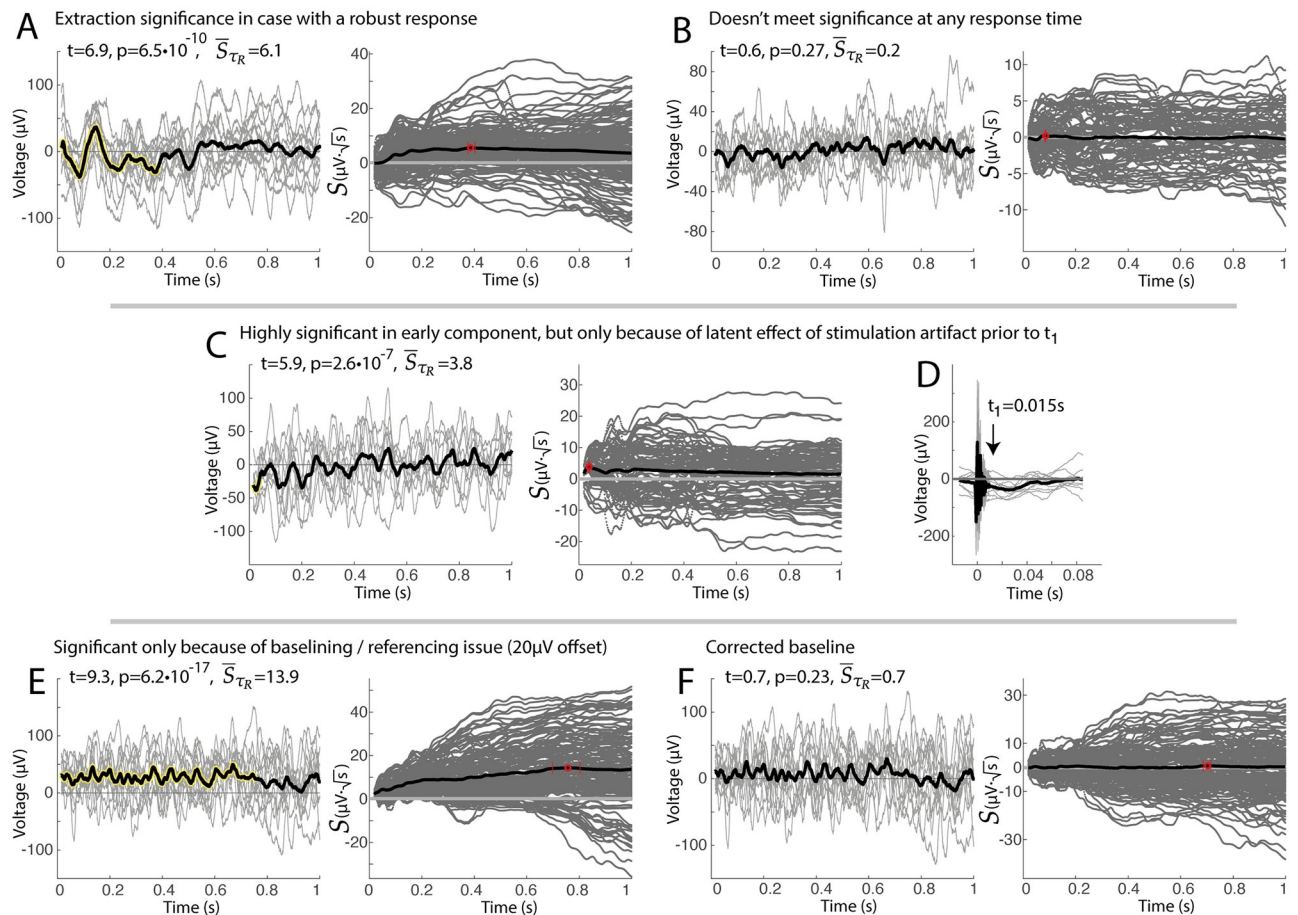 A
Extraction significance in case with a robust response
t=6.9, p=6.5•10^-10, S̅τR=6.1
Voltage (µV)
100
0
-100
0 0.2 0.4 0.6 0.8 1
Time (s)
S(µV·√s)
40
20
0
-20
0 0.2 0.4 0.6 0.8 1
Time (s)
B
Doesn't meet significance at any response time
t=0.6, p=0.27, S̅τR=0.2
Voltage (µV)
80
40
0
-40
-80
0 0.2 0.4 0.6 0.8 1
Time (s)
S(µV·√s)
10
5
0
-5
-10
0 0.2 0.4 0.6 0.8 1
Time (s)
C
Highly significant in early component, but only because of latent effect of stimulation artifact prior to t1
t=5.9, p=2.6•10^-7, S̅τR=3.8
Voltage (µV)
100
50
0
-50
-100
0 0.2 0.4 0.6 0.8 1
Time (s)
S(µV·√s)
30
20
10
0
-10
-20
0 0.2 0.4 0.6 0.8 1
Time (s)
D
t1=0.015s
Voltage (µV)
200
0
-200
0 0.04 0.08
Time (s)
E
Significant only because of baselining / referencing issue (20µV offset)
t=9.3, p=6.2•10^-17, S̅τR=13.9
Voltage (µV)
100
0
-100
0 0.2 0.4 0.6 0.8 1
Time (s)
S(µV·√s)
40
20
0
0 0.2 0.4 0.6 0.8 1
Time (s)
F
Corrected baseline
t=0.7, p=0.23, S̅τR=0.7
Voltage (µV)
100
0
-100
0 0.2 0.4 0.6 0.8 1
Time (s)
S(µV·√s)
30
10
0
-10
-30
0 0.2 0.4 0.6 0.8 1
Time (s)